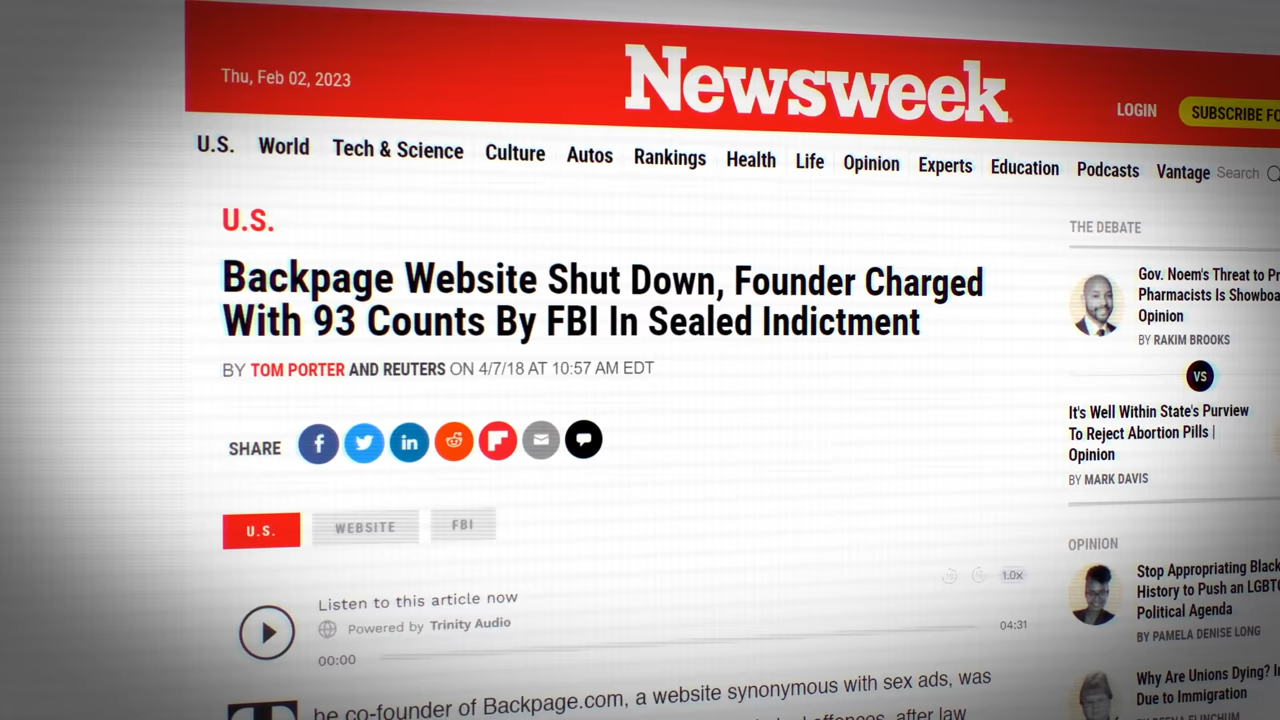 Thu, Feb 02, 2023
Newsweek
LOGIN
SUBSCRIBE
U.S. World Tech & Science Culture Autos Rankings Health Life Opinion Experts Education Podcasts Vantage Search
U.S.
Backpage Website Shut Down, Founder Charged
With 93 Counts By FBI In Sealed Indictment
BY TOM PORTER AND REUTERS ON 4/7/18 AT 10:57 AM EDT
SHARE
U.S. WEBSITE FBI
Listen to this article now
Powered by Trinity Audio
1.0x
00:00
04:31
The co-founder of Backpage.com, a website synonymous with sex ads, was
offences, after law
THE DEBATE
Gov. Noem's Threat to
Pharmacists Is
Opinion
BY RAKIM BROOKS
VS
It's Well Within State's Purview
To Reject Abortion Pills |
Opinion
BY MARK DAVIS
OPINION
Stop Appropriating Black
History to Push an
Political Agenda
BY PAMELA DENISE LONG
Why Are Unions Dying?
Due to Immigration